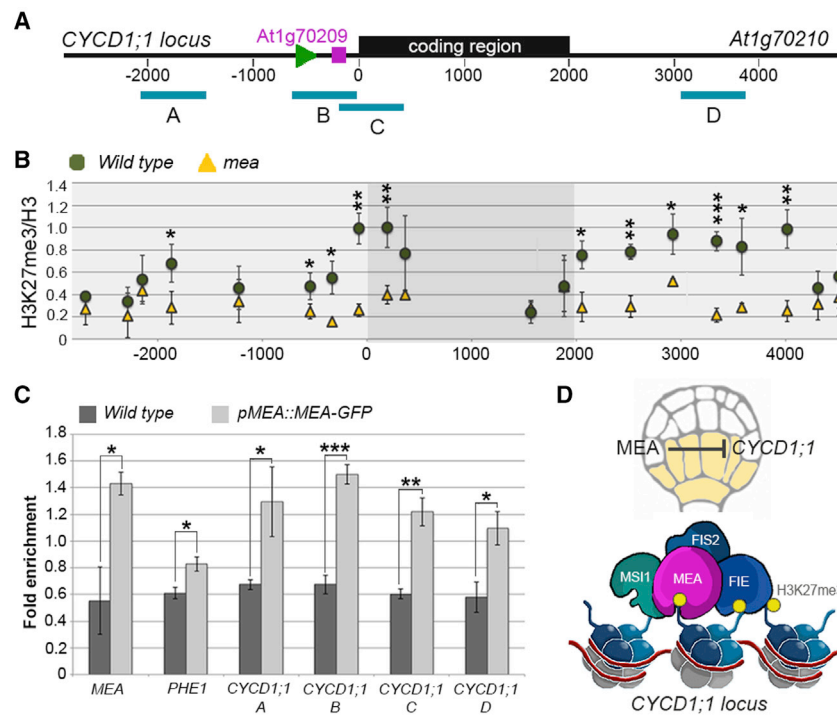 A
CYCD1;1 locus
At1g70209
coding region
At1g70210
-2000 -1000 0 1000 2000 3000 4000
A B C D
B
Wild type mea
H3K27me3/H3
1.4
1.2
1.0
0.8
0.6
0.4
0.2
0
* * * ** ** * ** * *** * **
-2000 -1000 0 1000 2000 3000 4000
C
Wild type pMEA::MEA-GFP
Fold enrichment
1.8
1.6
1.4
1.2
1.0
0.8
0.6
0.4
0.2
0
* * * *** ** *
MEA PHE1 CYCD1;1 CYCD1;1 CYCD1;1 CYCD1;1
A B C D
D
MEA CYCD1;1
FIS2
MSI1 MEA FIE
H3K27me3
CYCD1;1 locus